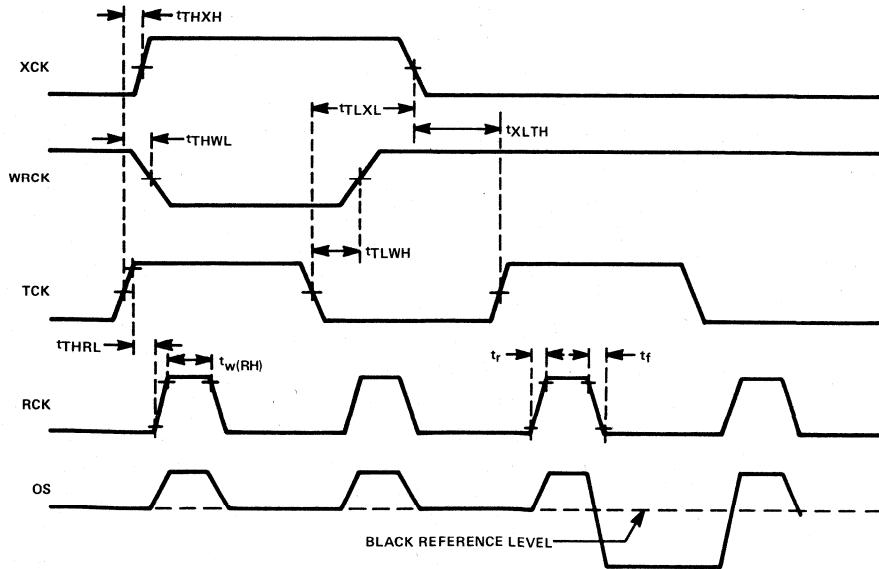 tTHXH
XCK
tTLXL
tXLTH
tTHWL
WRCK
tTLWH
TCK
tTHRL
tw(RH)
tr
tf
RCK
OS
BLACK REFERENCE LEVEL